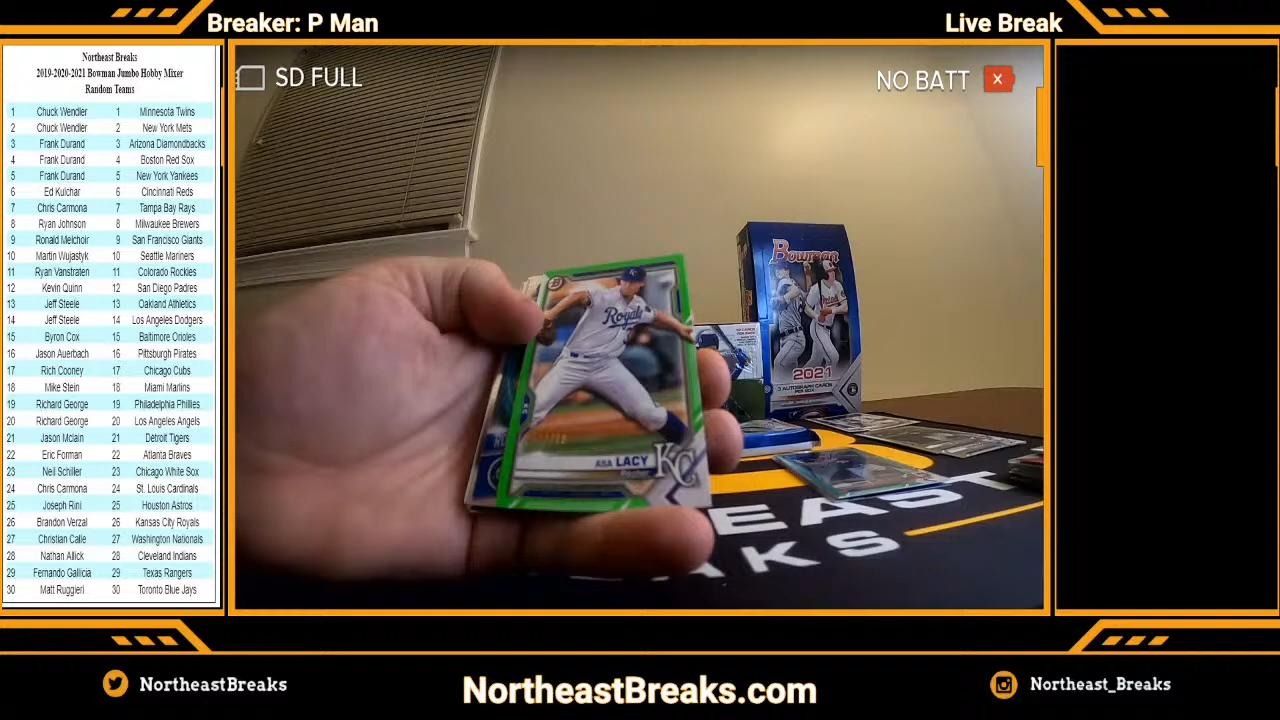 Breaker: P Man
Live Break
Northeast Breaks
2019-2020-2021 Bowman Jumbo Hobby Mixer
Random Teams
1 Chuck Wendler 1 Minnesota Twins
2 Chuck Wendler 2 New York Mets
3 Frank Durand 3 Arizona Diamondbacks
4 Frank Durand 4 Boston Red Sox
5 Frank Durand 5 New York Yankees
6 Ed Kulchar 6 Cincinnati Reds
7 Chris Carmona 7 Tampa Bay Rays
8 Ryan Johnson 8 Milwaukee Brewers
9 Ronald Melchoir 9 San Francisco Giants
10 Martin Wujastyk 10 Seattle Mariners
11 Ryan Vanstraten 11 Colorado Rockies
12 Kevin Quinn 12 San Diego Padres
13 Jeff Steele 13 Oakland Athletics
14 Jeff Steele 14 Los Angeles Dodgers
15 Byron Cox 15 Baltimore Orioles
16 Jason Auerbach 16 Pittsburgh Pirates
17 Rich Cooney 17 Chicago Cubs
18 Mike Stein 18 Miami Marlins
19 Richard George 19 Philadelphia Phillies
20 Richard George 20 Los Angeles Angels
21 Jason Mclain 21 Detroit Tigers
22 Eric Forman 22 Atlanta Braves
23 Neil Schiller 23 Chicago White Sox
24 Chris Carmona 24 St. Louis Cardinals
25 Joseph Rini 25 Houston Astros
26 Brandon Verzal 26 Kansas City Royals
27 Christian Calle 27 Washington Nationals
28 Nathan Allick 28 Cleveland Indians
29 Fernando Gallicia 29 Texas Rangers
30 Matt Ruggieri 30 Toronto Blue Jays
SD FULL
NO BATT
Bowman
2021
3 AUTOGRAPH CARDS
PER BOX
Royals
ASA LACY
KC
EAST
AKS
NortheastBreaks
NortheastBreaks.com
Northeast_Breaks